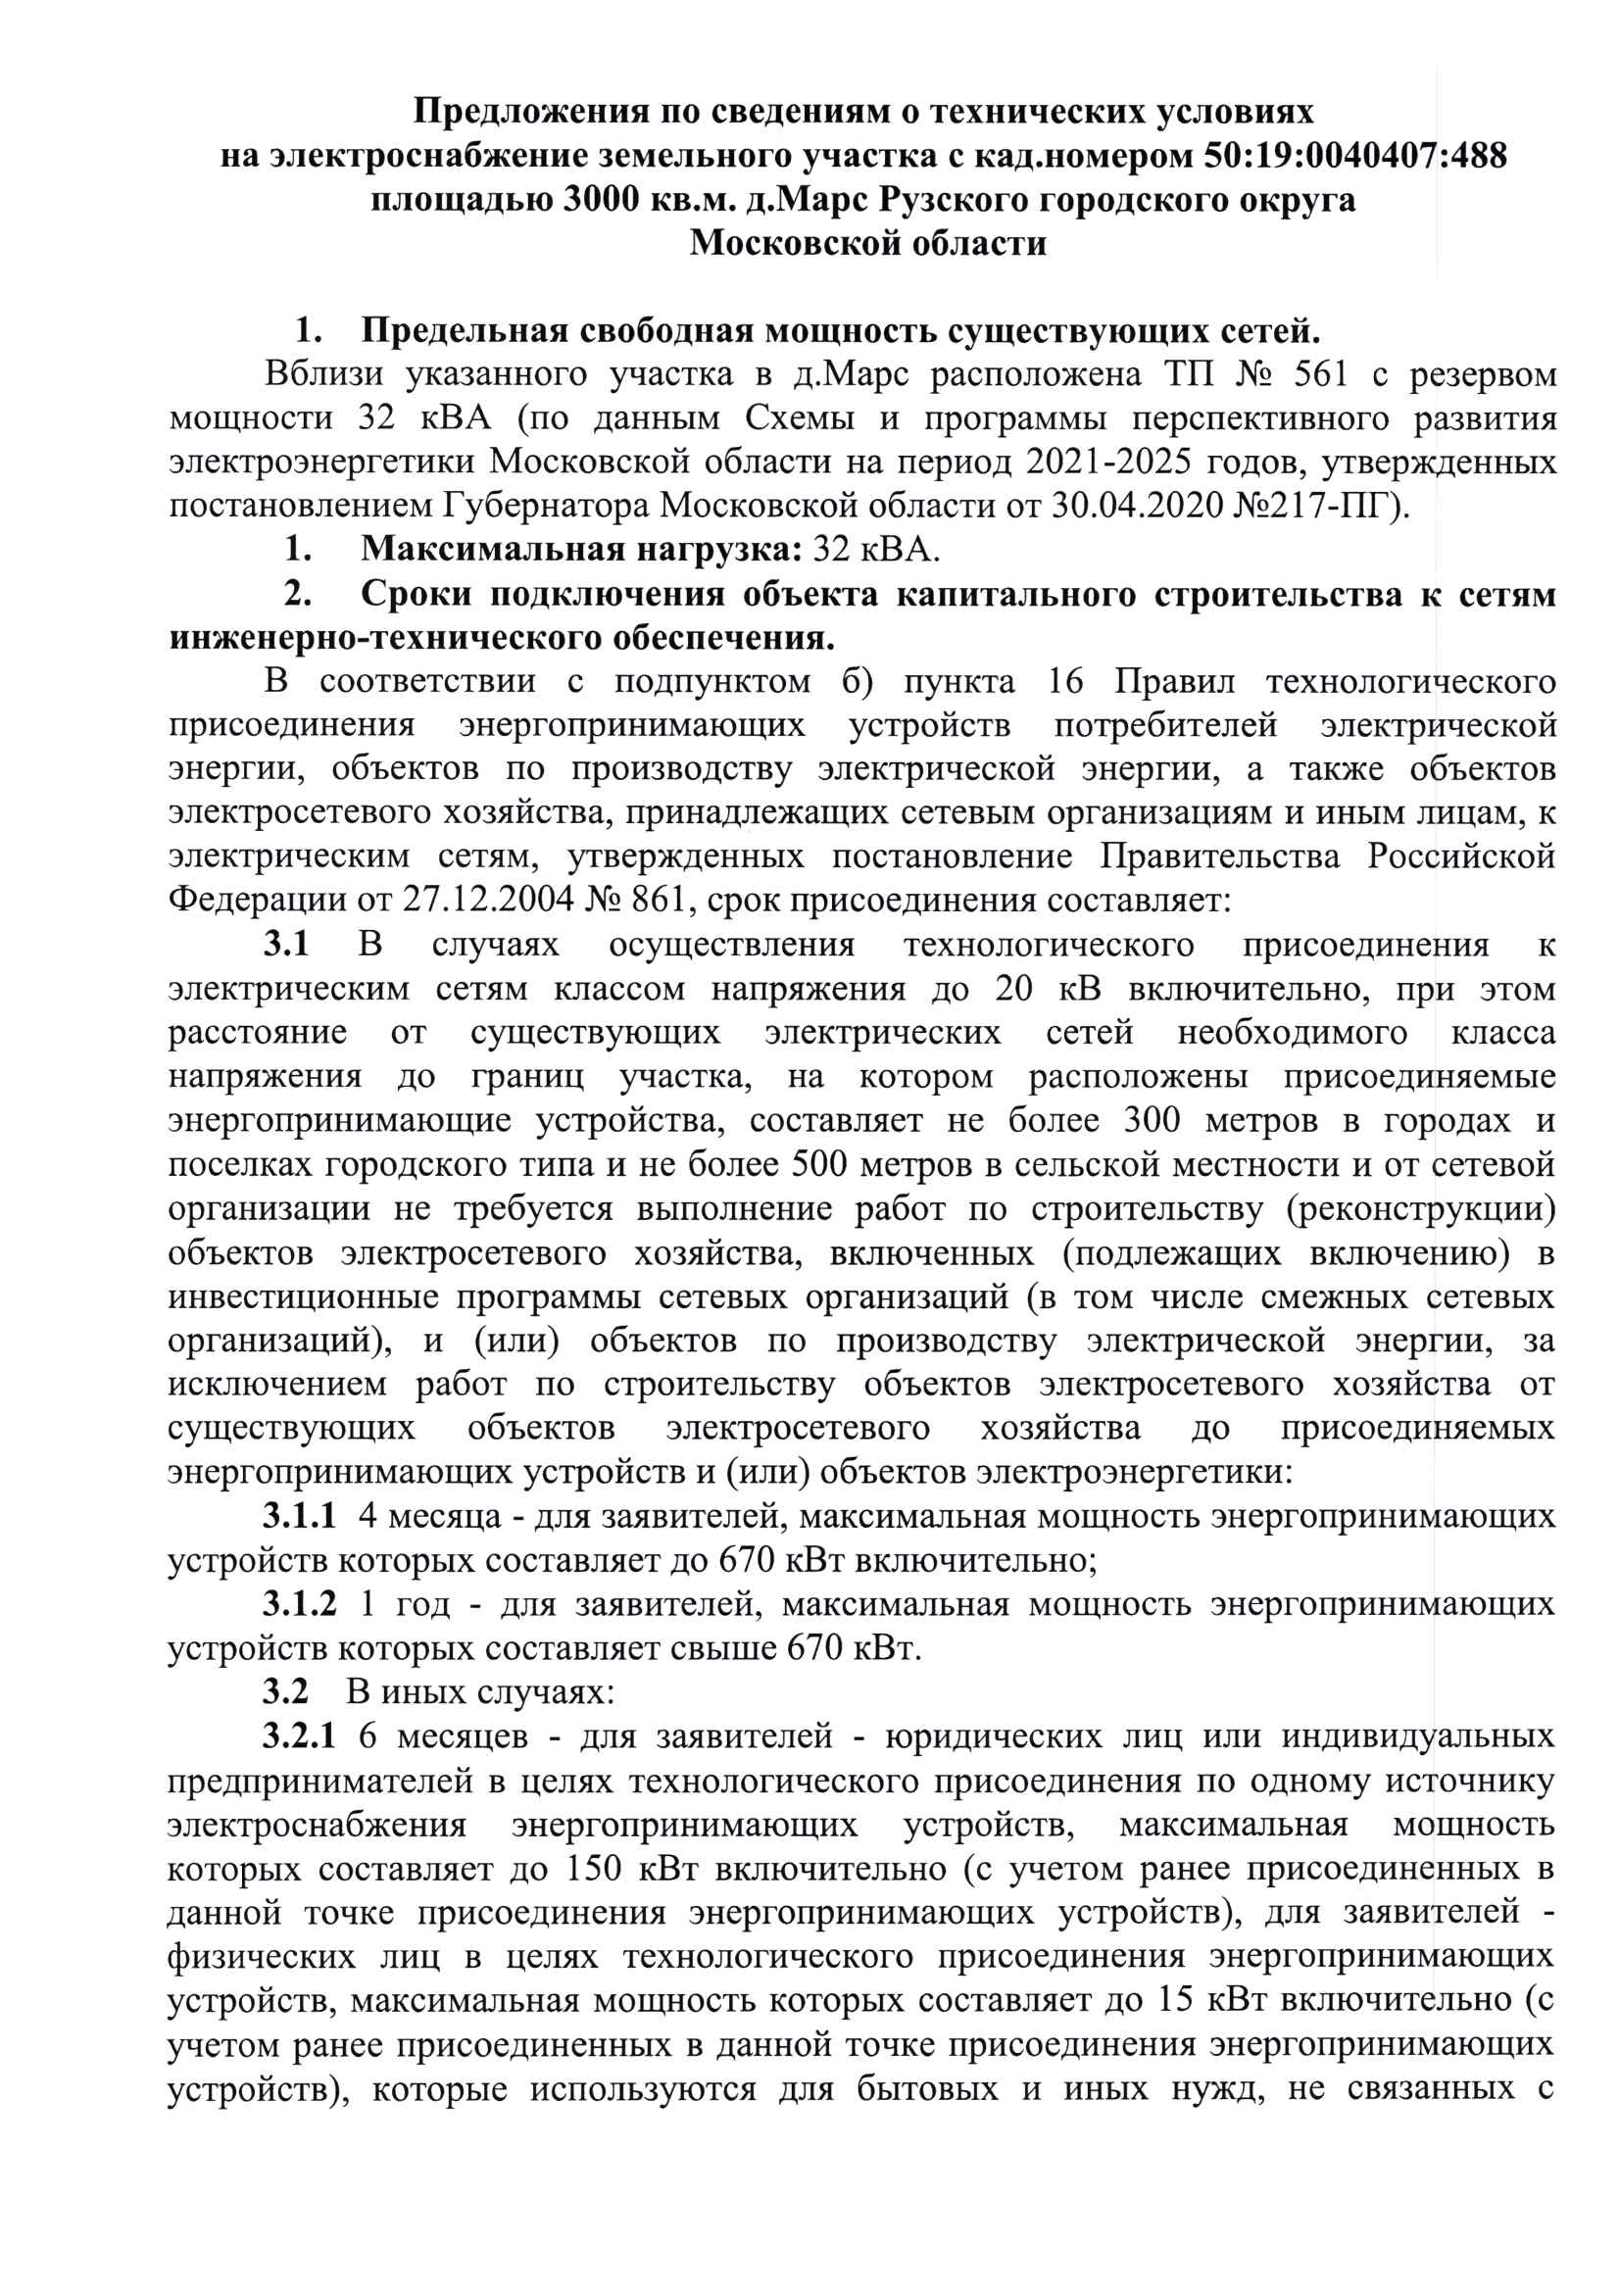 Предложения по сведениям о технических условиях
на электроснабжение земельного участка с кад.номером 50:19:0040407:488
площадью 3000 кв.м. д.Марс Рузского городского округа
Московской области
1. Предельная свободная мощность существующих сетей.
Вблизи указанного участка в д.Марс расположена ТП № 561 с резервом
мощности 32 кВА (по данным Схемы и программы перспективного развития
электроэнергетики Московской области на период 2021-2025 годов, утвержденных
постановлением Губернатора Московской области от 30.04.2020 №217-ПГ).
1. Максимальная нагрузка: 32 кВА.
2. Сроки подключения объекта капитального строительства к сетям
инженерно-технического обеспечения.
В соответствии с подпунктом б) пункта 16 Правил технологического
присоединения энергопринимающих устройств потребителей электрической
энергии, объектов по производству электрической энергии, а также объектов
электросетевого хозяйства, принадлежащих сетевым организациям и иным лицам, к
электрическим сетям, утвержденных постановление Правительства Российской
Федерации от 27.12.2004 № 861, срок присоединения составляет:
3.1 В случаях осуществления технологического присоединения к
электрическим сетям классом напряжения до 20 кВ включительно, при этом
расстояние от существующих электрических сетей необходимого класса
напряжения до границ участка, на котором расположены присоединяемые
энергопринимающие устройства, составляет не более 300 метров в городах и
поселках городского типа и не более 500 метров в сельской местности и от сетевой
организации не требуется выполнение работ по строительству (реконструкции)
объектов электросетевого хозяйства, включенных (подлежащих включению) в
инвестиционные программы сетевых организаций (в том числе смежных сетевых
организаций), и (или) объектов по производству электрической энергии, за
исключением работ по строительству объектов электросетевого хозяйства от
существующих объектов электросетевого хозяйства до присоединяемых
энергопринимающих устройств и (или) объектов электроэнергетики:
3.1.1 4 месяца - для заявителей, максимальная мощность энергопринимающих
устройств которых составляет до 670 кВт включительно;
3.1.2 1 год - для заявителей, максимальная мощность энергопринимающих
устройств которых составляет свыше 670 кВт.
3.2 В иных случаях:
3.2.1 6 месяцев - для заявителей - юридических лиц или индивидуальных
предпринимателей в целях технологического присоединения по одному источнику
электроснабжения энергопринимающих устройств, максимальная мощность
которых составляет до 150 кВт включительно (с учетом ранее присоединенных в
данной точке присоединения энергопринимающих устройств), для заявителей -
физических лиц в целях технологического присоединения энергопринимающих
устройств, максимальная мощность которых составляет до 15 кВт включительно (с
учетом ранее присоединенных в данной точке присоединения энергопринимающих
устройств), которые используются для бытовых и иных нужд, не связанных с